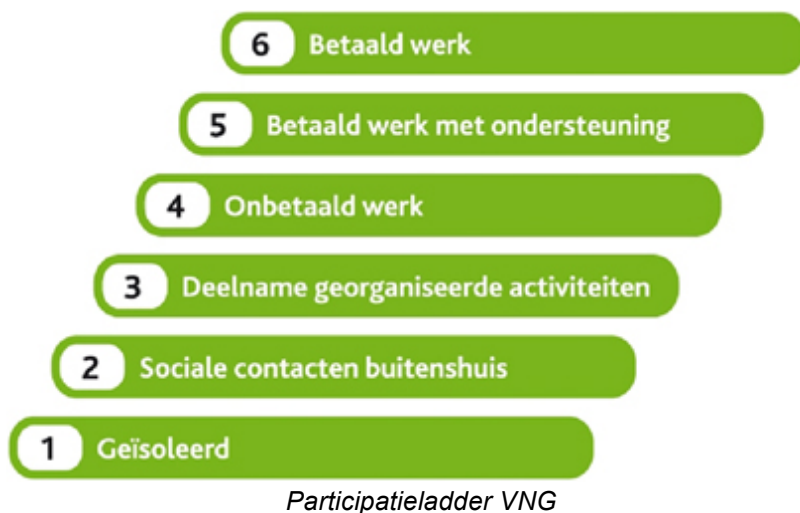 6 Betaald werk
5 Betaald werk met ondersteuning
4 Onbetaald werk
3 Deelname georganiseerde activiteiten
2 Sociale contacten buitenshuis
1 Geïsoleerd
Participatieladder VNG